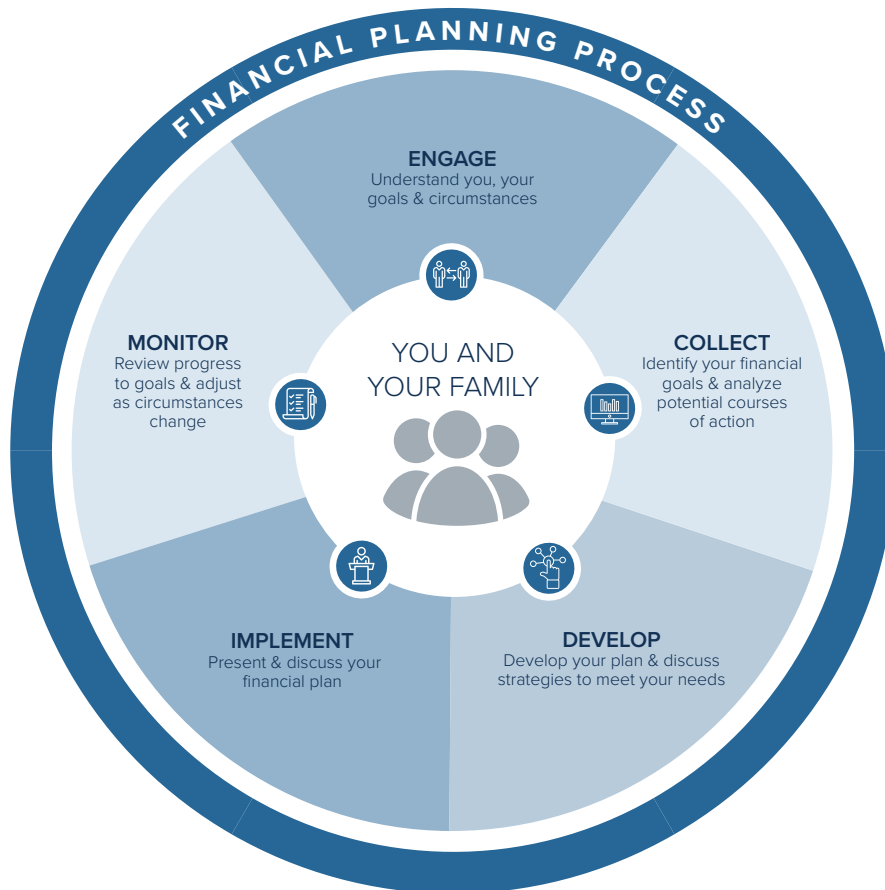 FINANCIAL PLANNING PROCESS
ENGAGE
Understand you, your
goals & circumstances
COLLECT
Identify your financial
goals & analyze
potential courses
of action
DEVELOP
Develop your plan & discuss
strategies to meet your needs
IMPLEMENT
Present & discuss your
financial plan
MONITOR
Review progress
to goals & adjust
as circumstances
change
YOU AND
YOUR FAMILY